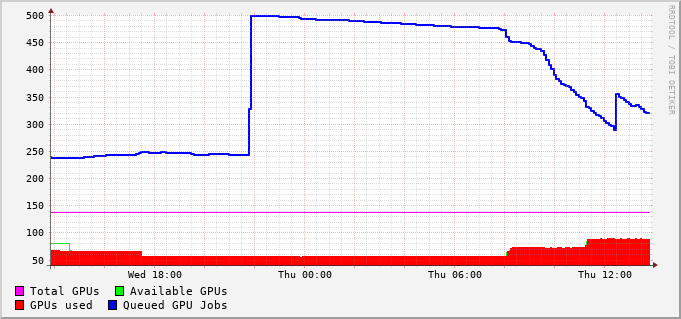 500
450
400
350
300
250
200
150
100
50
Wed 18:00 Thu 00:00 Thu 06:00 Thu 12:00
Total GPUs Available GPUs
GPUs used Queued GPU Jobs
RRDTOOL / TOBI OETIKER